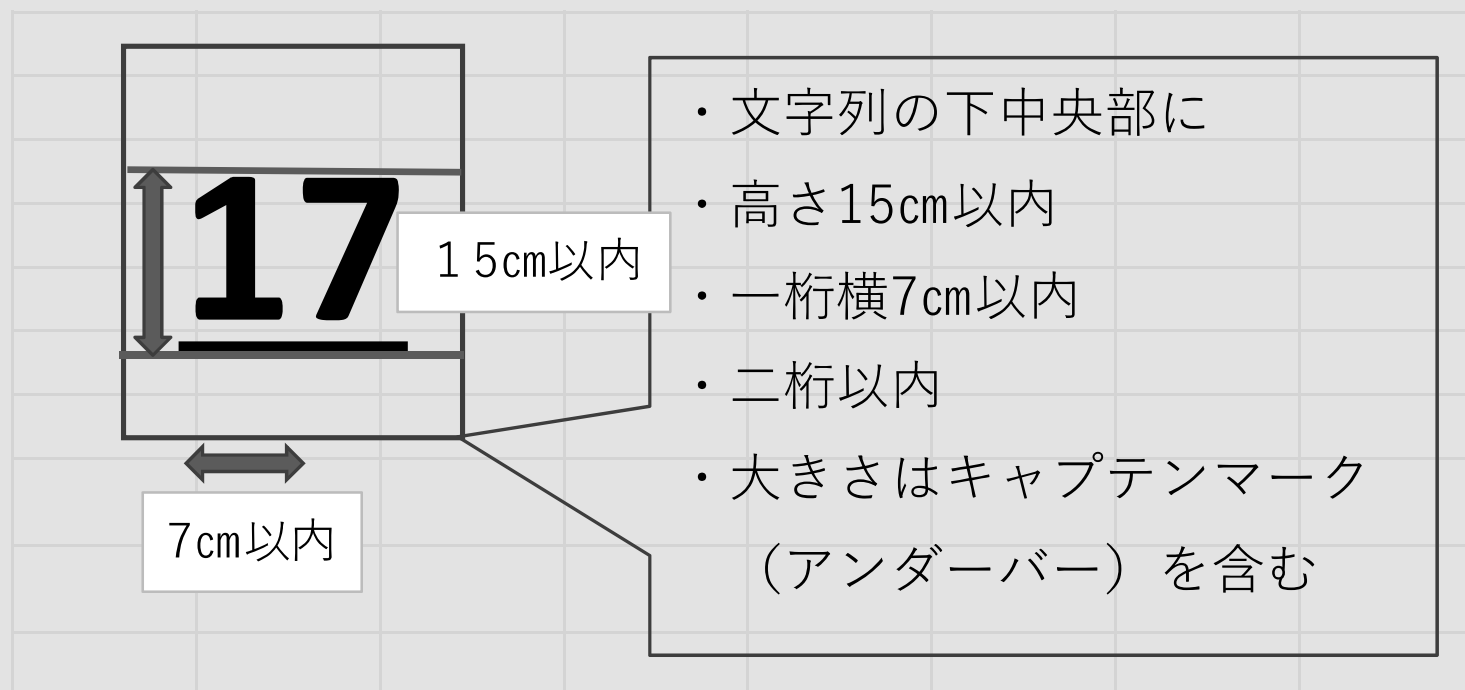 17
１５㎝以内
7㎝以内
・文字列の下中央部に
・高さ15㎝以内
・一桁横7㎝以内
・二桁以内
・大きさはキャプテンマーク
（アンダーバー）を含む